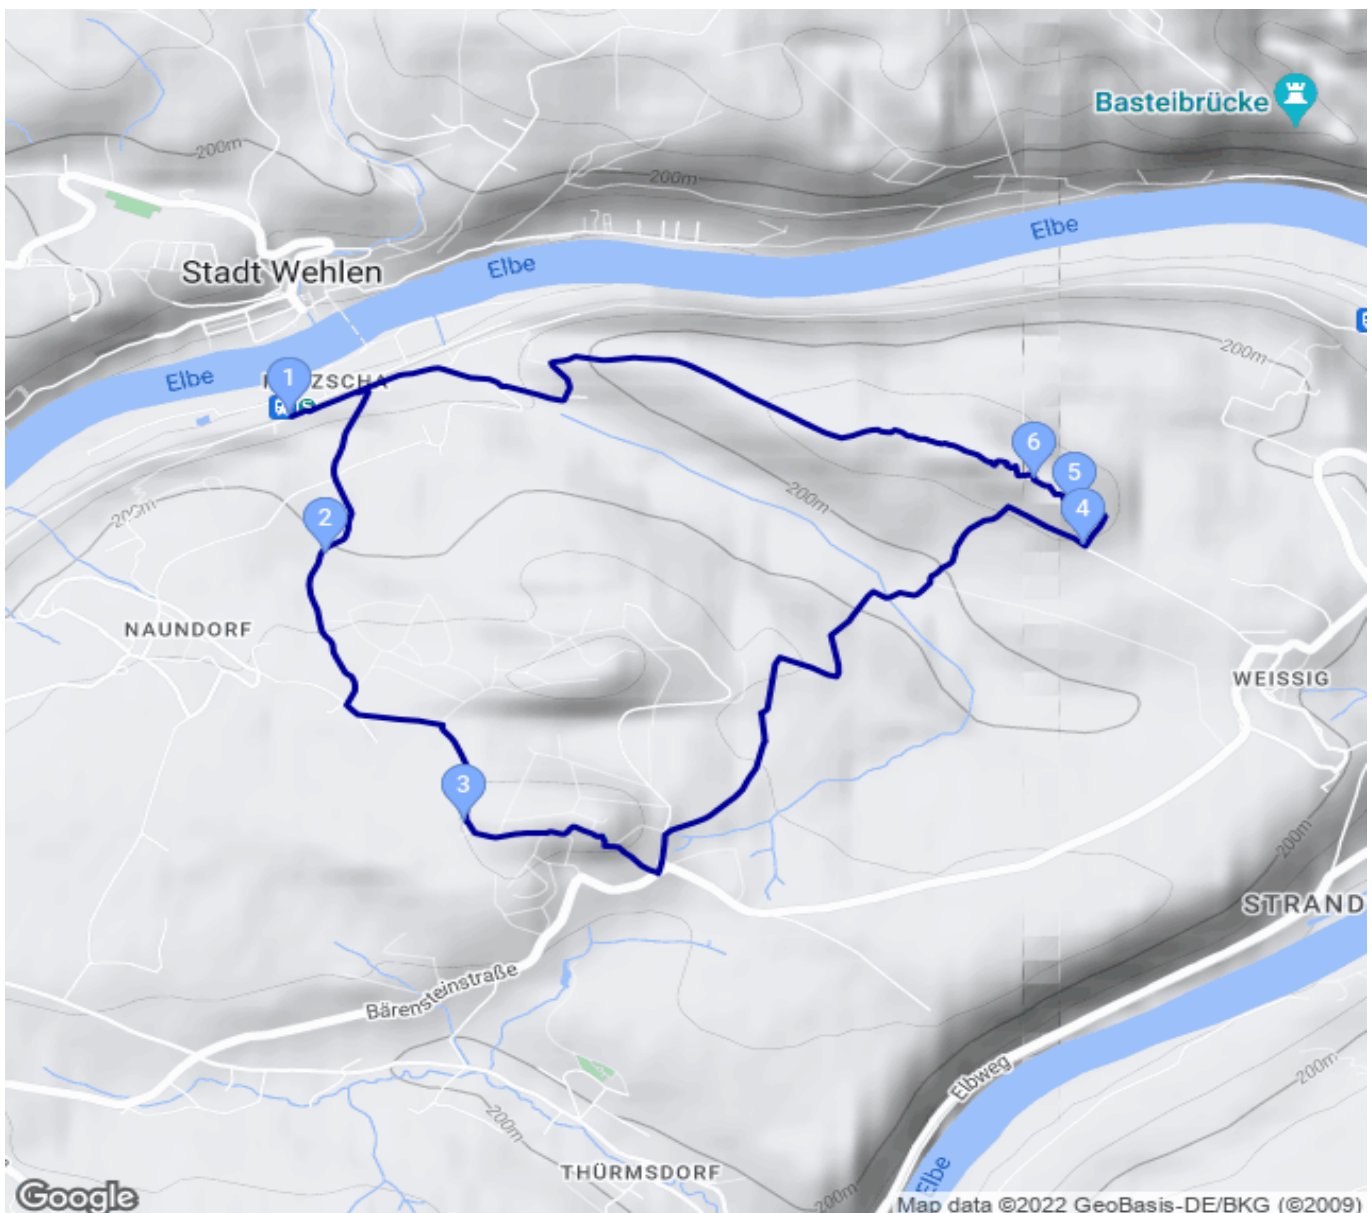 Basteibrücke
200m
200m
Elbe
Stadt Wehlen
Elbe
Elbe
200m
1
ZSCHA
6
5
200m
4
200m
2
NAUNDORF
WEISSIG
3
200m
STRAND
Bärensteinstraße
Elbweg
200m
200m
THÜRMSDORF
Elbe
200m
Google
Map data ©2022 GeoBasis-DE/BKG (©2009)